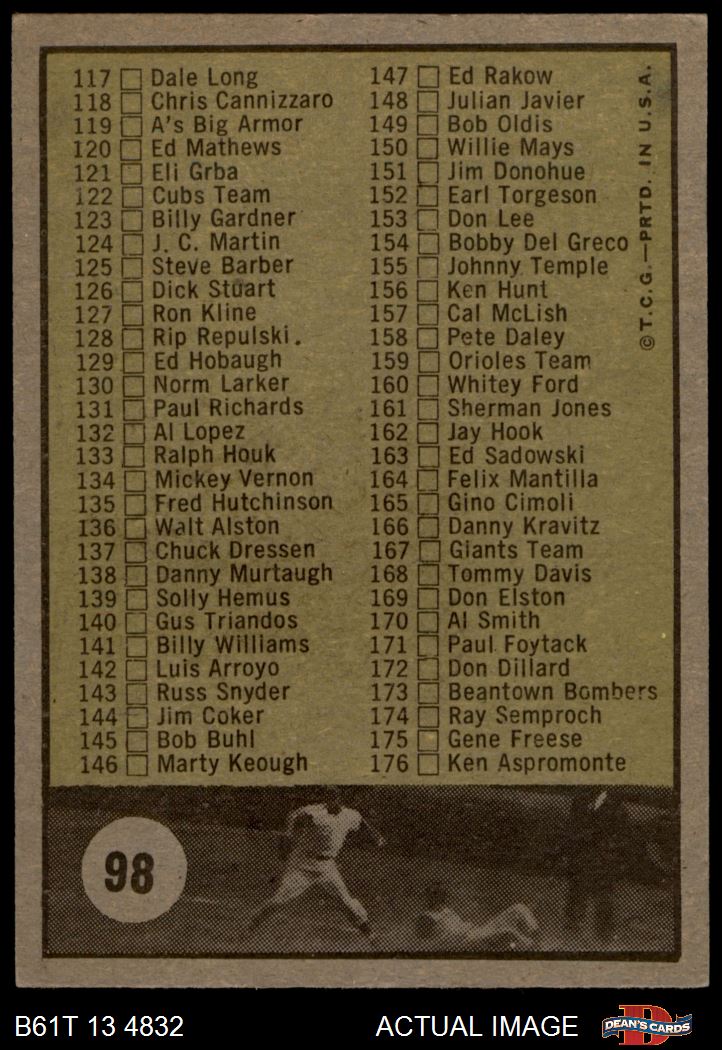 117 Dale Long
118 Chris Cannizzaro
119 A's Big Armor
120 Ed Mathews
121 Eli Grba
122 Cubs Team
123 Billy Gardner
124 J. C. Martin
125 Steve Barber
126 Dick Stuart
127 Ron Kline
128 Rip Repulski.
129 Ed Hobaugh
130 Norm Larker
131 Paul Richards
132 Al Lopez
133 Ralph Houk
134 Mickey Vernon
135 Fred Hutchinson
136 Walt Alston
137 Chuck Dressen
138 Danny Murtaugh
139 Solly Hemus
140 Gus Triandos
141 Billy Williams
142 Luis Arroyo
143 Russ Snyder
144 Jim Coker
145 Bob Buhl
146 Marty Keough
147 Ed Rakow
148 Julian Javier
149 Bob Oldis
150 Willie Mays
151 Jim Donohue
152 Earl Torgeson
153 Don Lee
154 Bobby Del Greco
155 Johnny Temple
156 Ken Hunt
157 Cal McLish
158 Pete Daley
159 Orioles Team
160 Whitey Ford
161 Sherman Jones
162 Jay Hook
163 Ed Sadowski
164 Felix Mantilla
165 Gino Cimoli
166 Danny Kravitz
167 Giants Team
168 Tommy Davis
169 Don Elston
170 Al Smith
171 Paul Foytack
172 Don Dillard
173 Beantown Bombers
174 Ray Semproch
175 Gene Freese
176 Ken Aspromonte
© T.C.G.—PRTD. IN U.S.A.
98
B61T 13 4832
ACTUAL IMAGE
D
DEAN'S CARDS